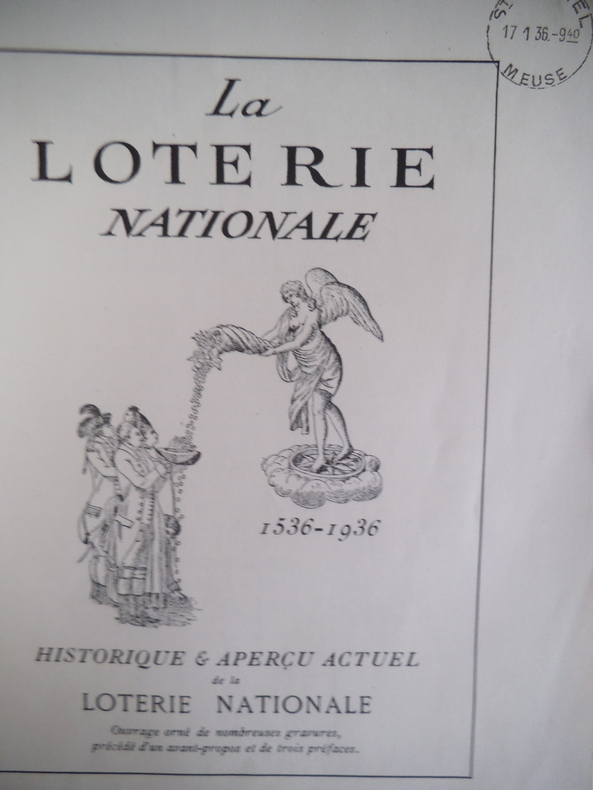 17 1 36.-9 40
MEUSE
La
LOTERIE
NATIONALE
1536-1936
HISTORIQUE & APERÇU ACTUEL
de la
LOTERIE NATIONALE
Ouvrage orné de nombreuses gravures,
précédé d'un avant-propos et de trois préfaces.